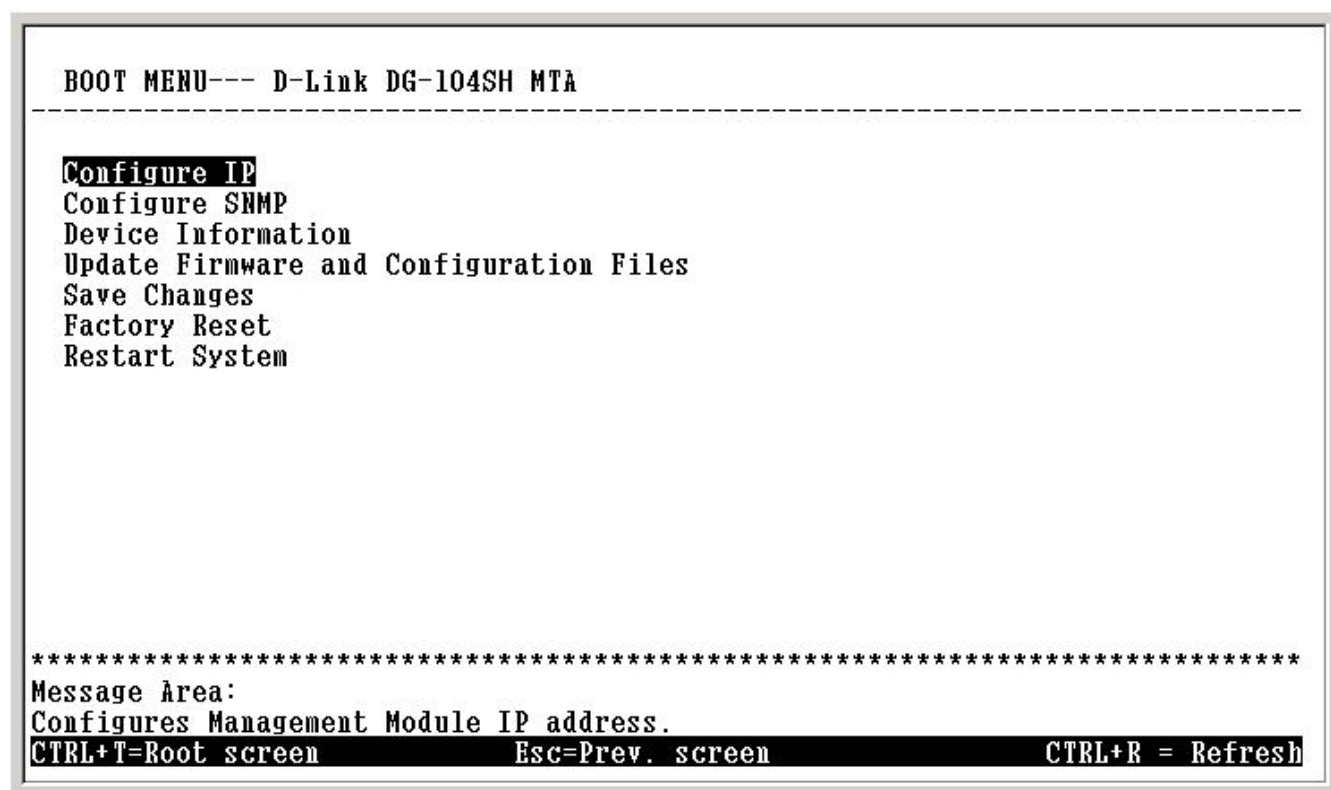 BOOT MENU--- D-Link DG-104SH MTA
--------------------------------------------------------------------------------
Configure IP
Configure SNMP
Device Information
Update Firmware and Configuration Files
Save Changes
Factory Reset
Restart System
********************************************************************************
Message Area:
Configures Management Module IP address.
CTRL+T=Root screen Esc=Prev. screen CTRL+R = Refresh